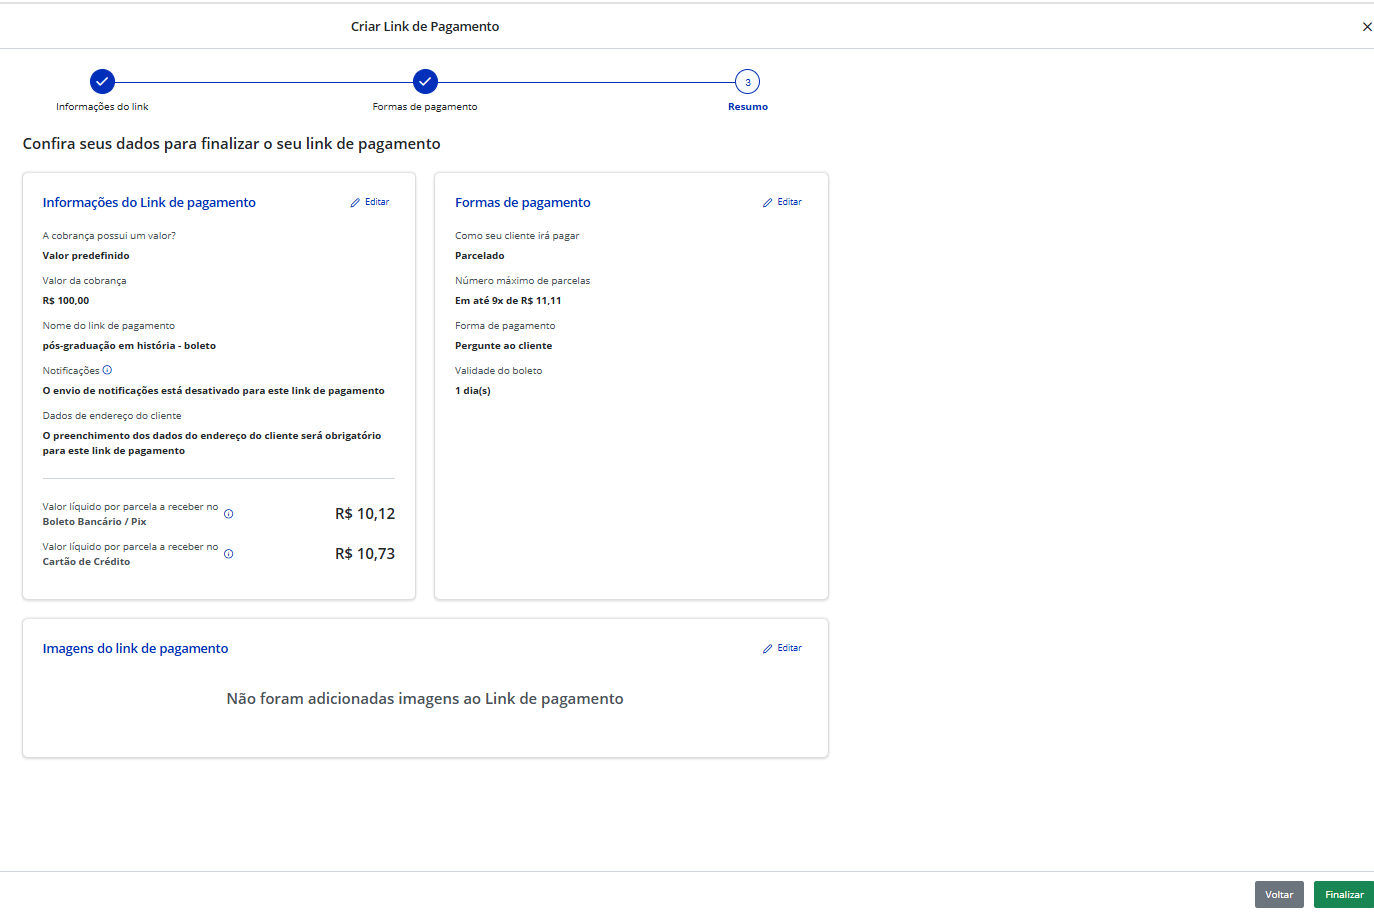 Criar Link de Pagamento
Informações do link
Formas de pagamento
3
Resumo
Confira seus dados para finalizar o seu link de pagamento
Informações do Link de pagamento
Editar
A cobrança possui um valor?
Valor predefinido
Valor da cobrança
R$ 100,00
Nome do link de pagamento
pós-graduação em história - boleto
Notificações
O envio de notificações está desativado para este link de pagamento
Dados de endereço do cliente
O preenchimento dos dados do endereço do cliente será obrigatório
para este link de pagamento
Valor líquido por parcela a receber no
Boleto Bancário / Pix
R$ 10,12
Valor líquido por parcela a receber no
Cartão de Crédito
R$ 10,73
Formas de pagamento
Editar
Como seu cliente irá pagar
Parcelado
Número máximo de parcelas
Em até 9x de R$ 11,11
Forma de pagamento
Pergunte ao cliente
Validade do boleto
1 dia(s)
Imagens do link de pagamento
Editar
Não foram adicionadas imagens ao Link de pagamento
Voltar
Finalizar